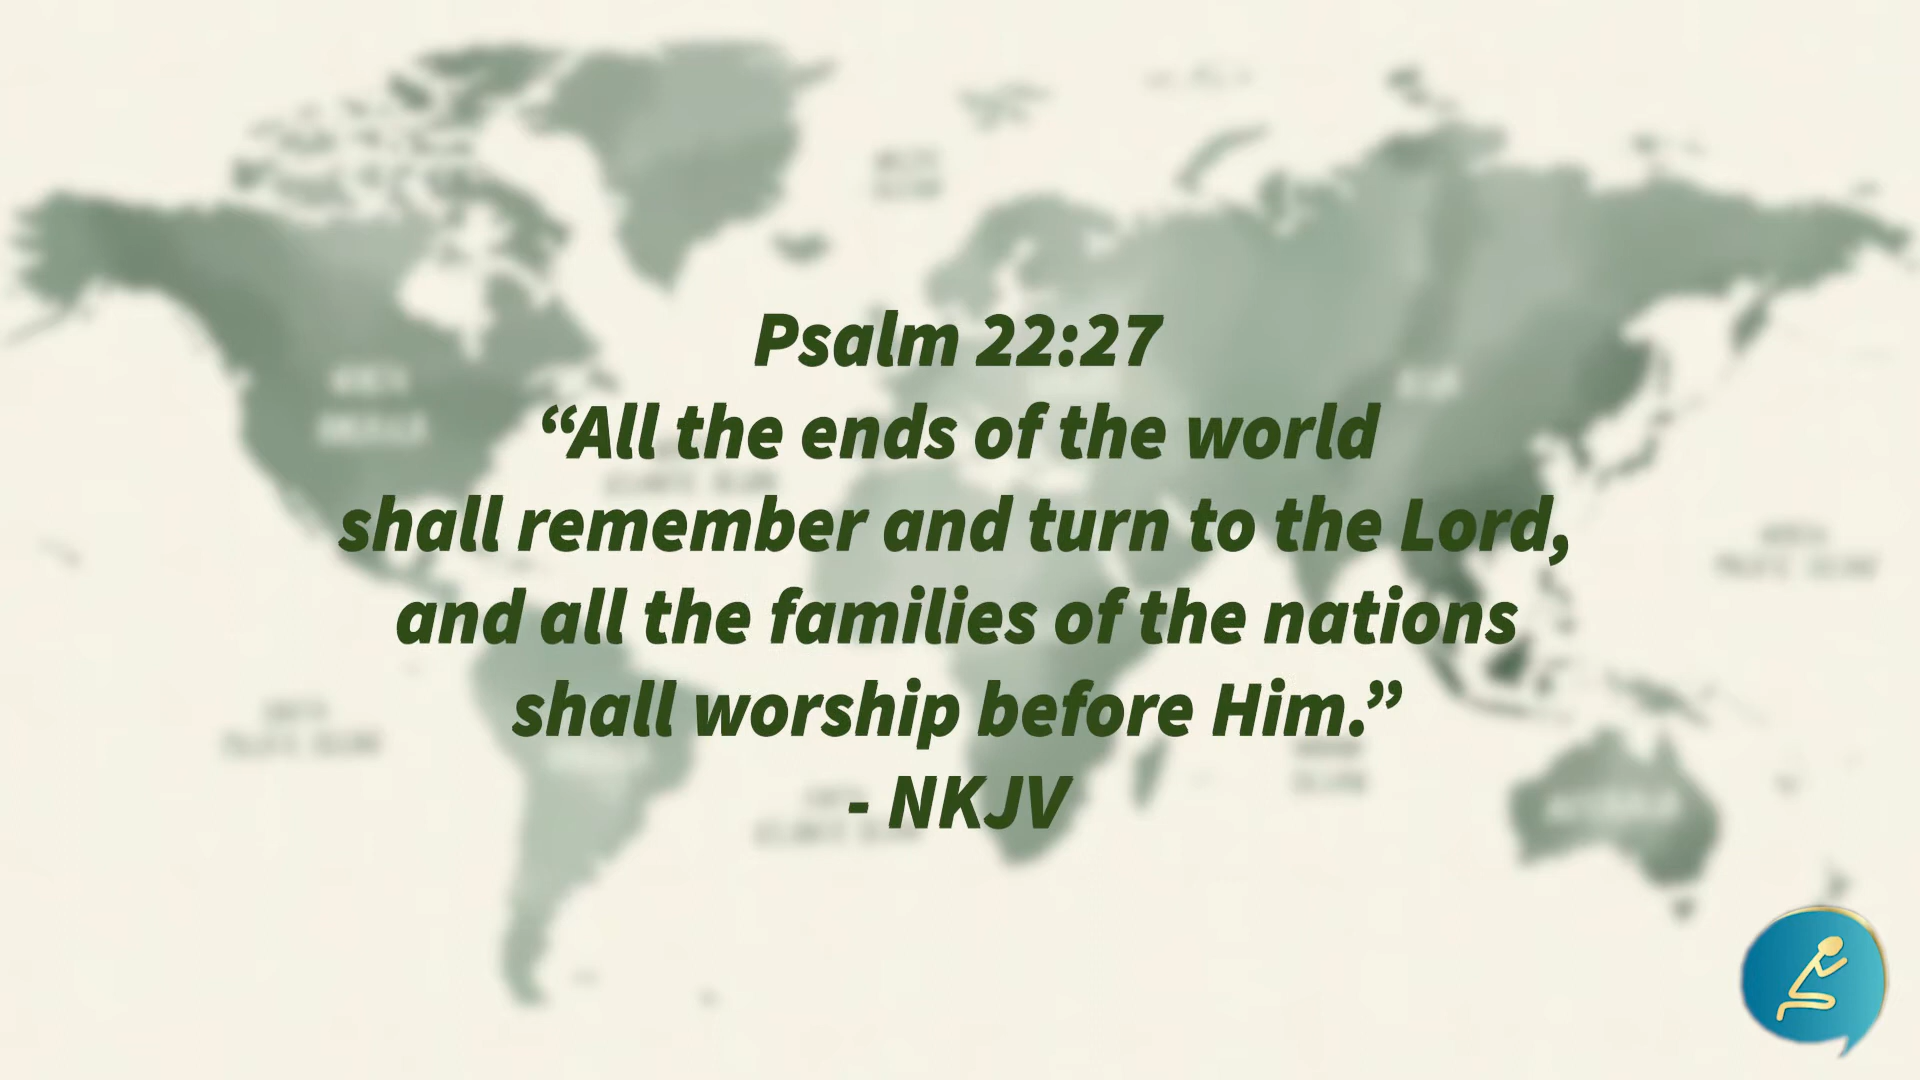 Psalm 22:27
“All the ends of the world
shall remember and turn to the Lord,
and all the families of the nations
shall worship before Him.”
- NKJV